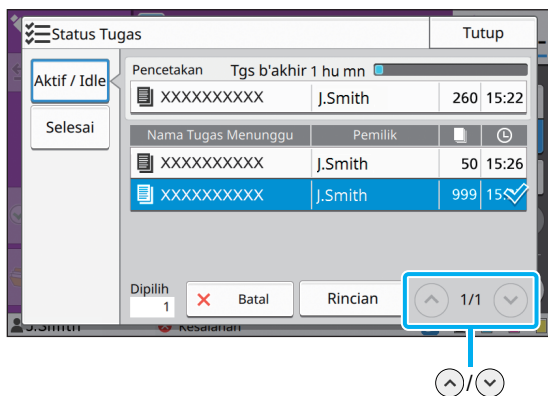 Status Tugas
Tutup
Aktif / Idle
Selesai
Pencetakan Tgs b'akhir 1 hu mn
XXXXXXXXXX J.Smith 260 15:22
Nama Tugas Menunggu Pemilik
XXXXXXXXXX J.Smith 50 15:26
XXXXXXXXXX J.Smith 999
Dipilih
1
Batal
Rincian
1/1
J.Smith Kesalahan
/